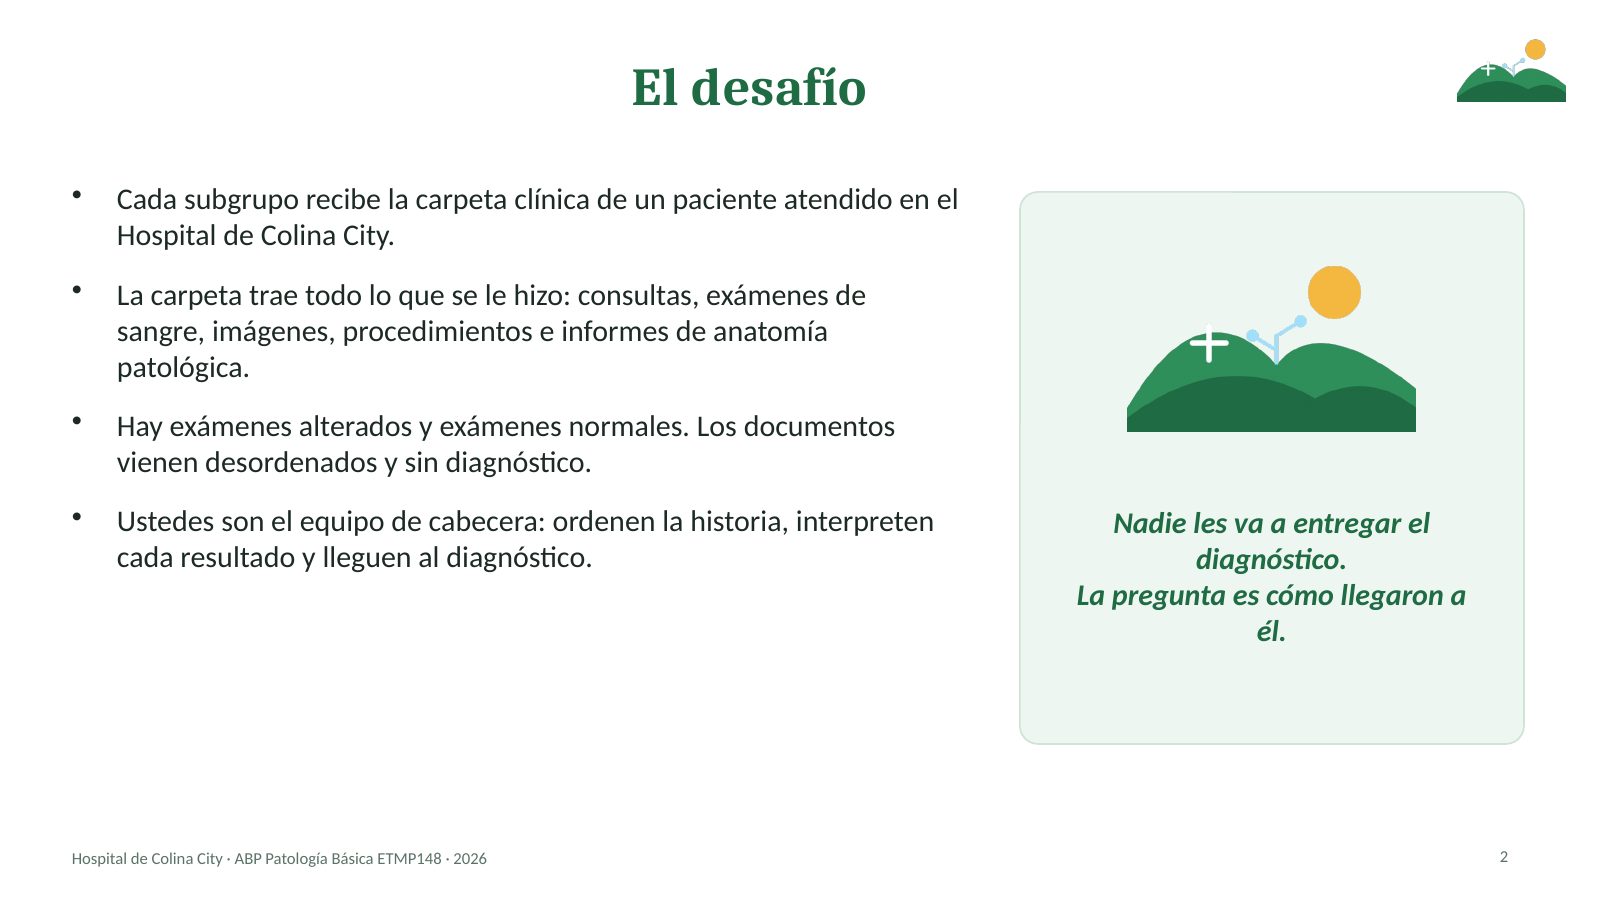 El desafío
• Cada subgrupo recibe la carpeta clínica de un paciente atendido en el
Hospital de Colina City.
• La carpeta trae todo lo que se le hizo: consultas, exámenes de
sangre, imágenes, procedimientos e informes de anatomía
patológica.
• Hay exámenes alterados y exámenes normales. Los documentos
vienen desordenados y sin diagnóstico.
• Ustedes son el equipo de cabecera: ordenen la historia, interpreten
cada resultado y lleguen al diagnóstico.
Nadie les va a entregar el
diagnóstico.
La pregunta es cómo llegaron a
él.
Hospital de Colina City · ABP Patología Básica ETMP148 · 2026
2